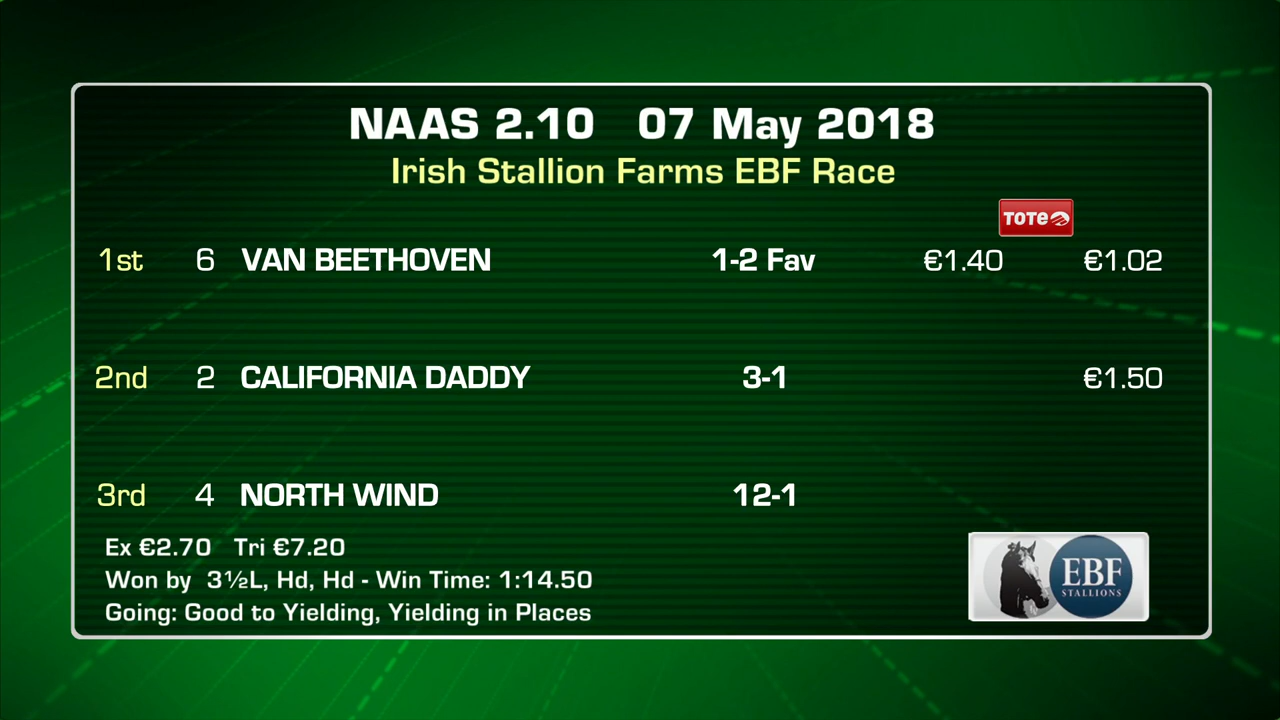 NAAS 2.10 07 May 2018
Irish Stallion Farms EBF Race
TOTE
1st 6 VAN BEETHOVEN 1-2 Fav €1.40 €1.02
2nd 2 CALIFORNIA DADDY 3-1 €1.50
3rd 4 NORTH WIND 12-1
Ex €2.70 Tri €7.20
Won by 3½L, Hd, Hd - Win Time: 1:14.50
Going: Good to Yielding, Yielding in Places
EBF
STALLIONS